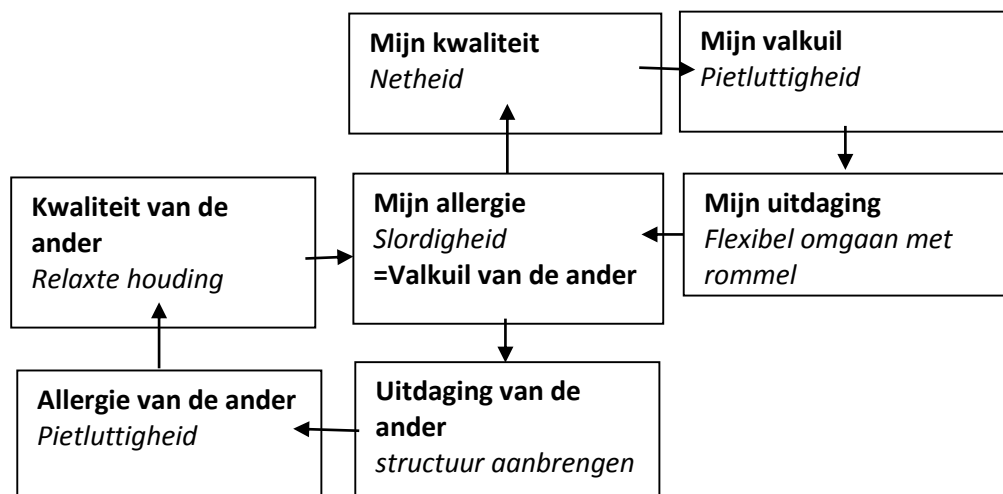 Mijn kwaliteit
Netheid
Mijn valkuil
Pietluttigheid
Kwaliteit van de
ander
Relaxte houding
Mijn allergie
Slordigheid
=Valkuil van de ander
Mijn uitdaging
Flexibel omgaan met
rommel
Allergie van de ander
Pietluttigheid
Uitdaging van de
ander
structuur aanbrengen